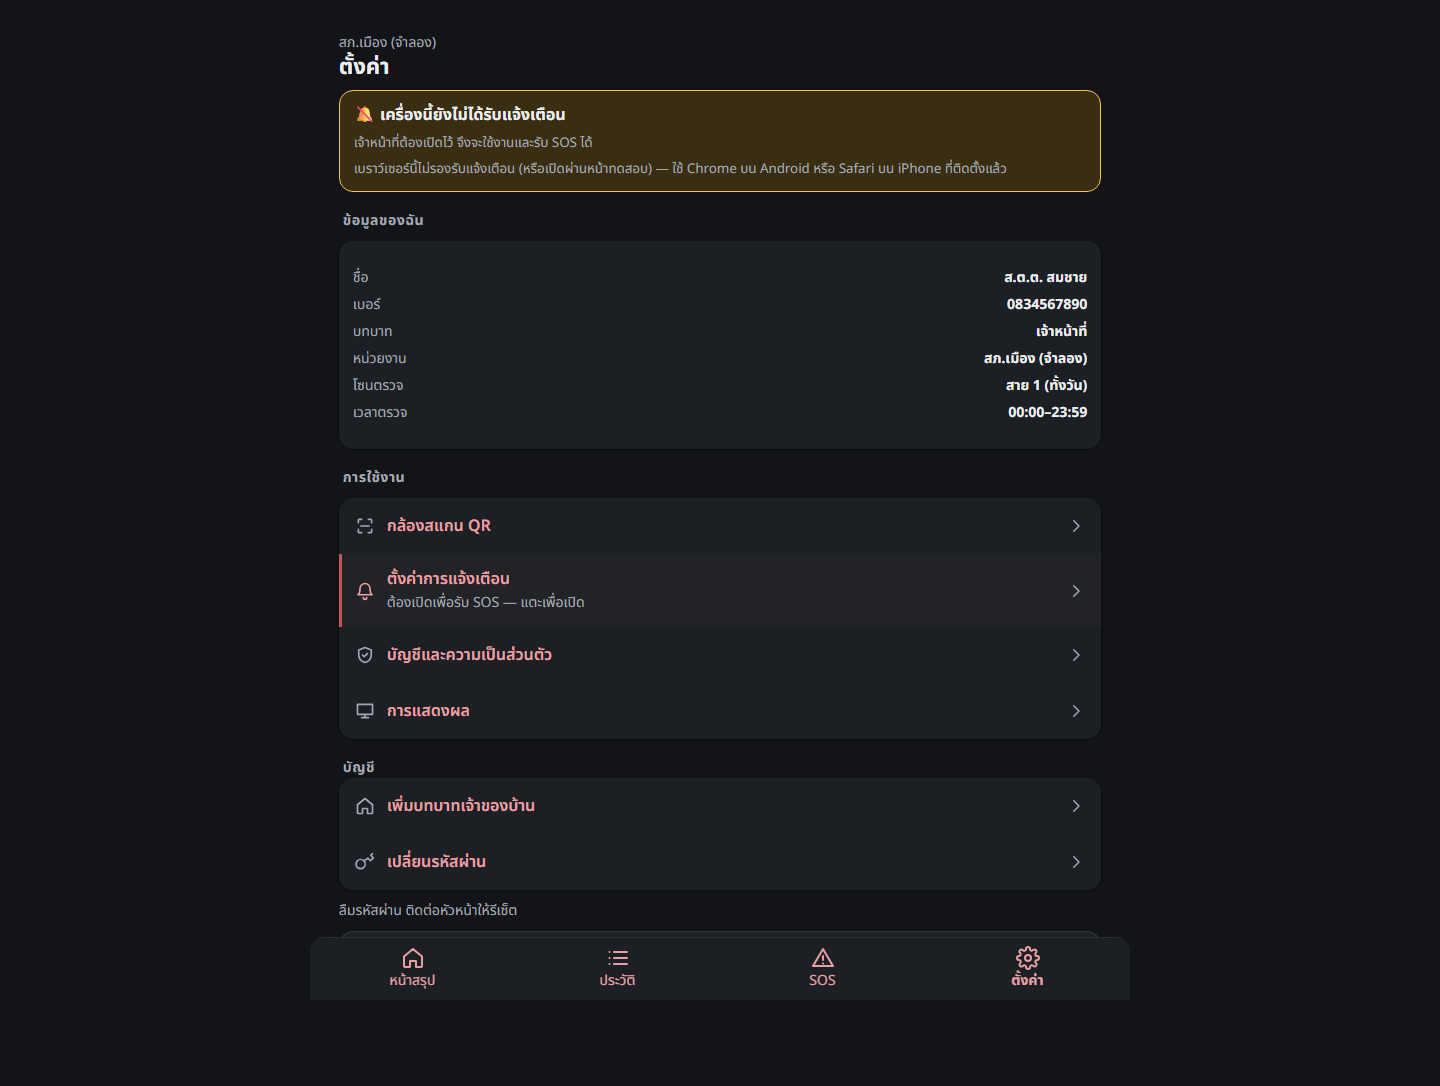 สภ.เมือง (จำลอง)
ตั้งค่า
เครื่องนี้ยังไม่ได้รับแจ้งเตือน
เจ้าหน้าที่ต้องเปิดไว้ จึงจะใช้งานและรับ SOS ได้
เบราว์เซอร์นี้ไม่รองรับแจ้งเตือน (หรือเปิดผ่านหน้าทดสอบ) — ใช้ Chrome บน Android หรือ Safari บน iPhone ที่ติดตั้งแล้ว
ข้อมูลของฉัน
ชื่อ ส.ต.ต. สมชาย
เบอร์ 0834567890
บทบาท เจ้าหน้าที่
หน่วยงาน สภ.เมือง (จำลอง)
โซนตรวจ สาย 1 (ทั้งวัน)
เวลาตรวจ 00:00–23:59
การใช้งาน
กล้องสแกน QR
ตั้งค่าการแจ้งเตือน
ต้องเปิดเพื่อรับ SOS — แตะเพื่อเปิด
บัญชีและความเป็นส่วนตัว
การแสดงผล
บัญชี
เพิ่มบทบาทเจ้าของบ้าน
เปลี่ยนรหัสผ่าน
ลืมรหัสผ่าน ติดต่อหัวหน้าให้รีเซ็ต
หน้าสรุป ประวัติ SOS ตั้งค่า